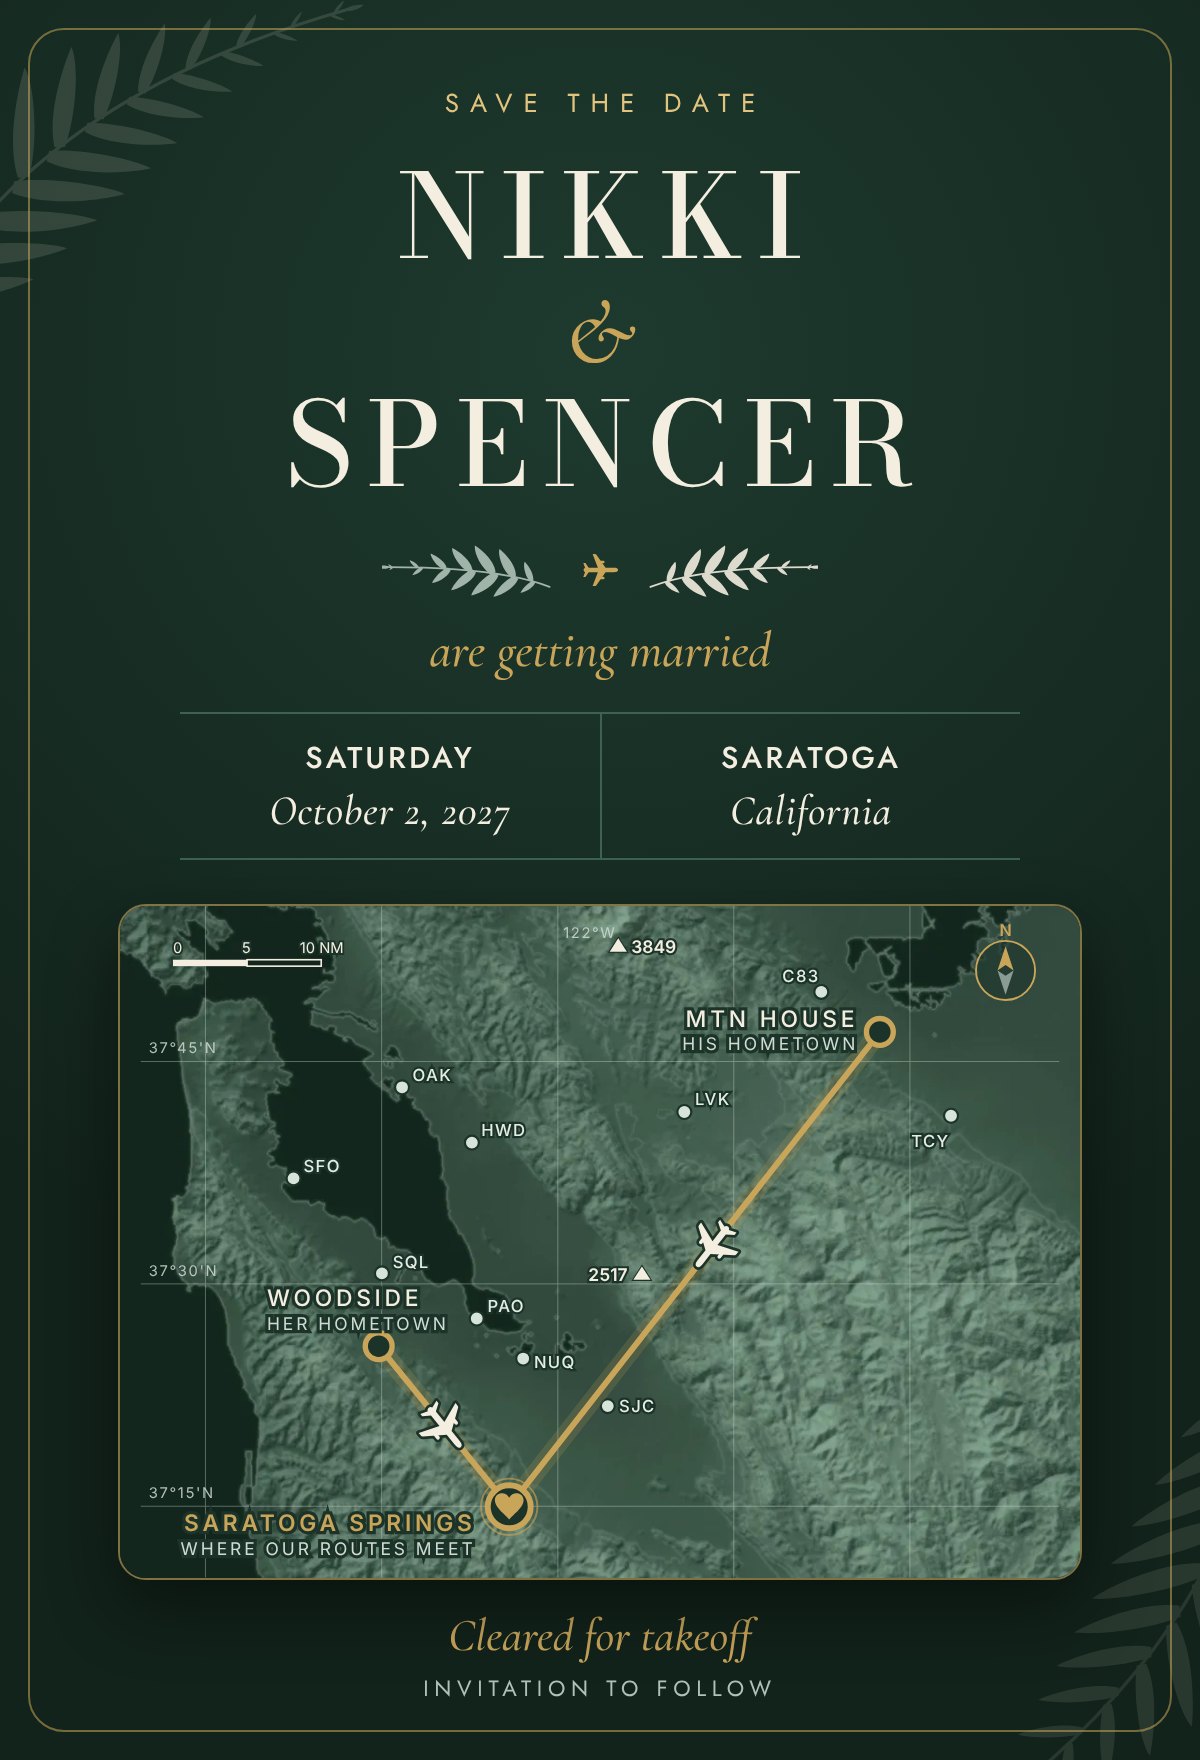 SAVE THE DATE
NIKKI
&
SPENCER
are getting married
SATURDAY
October 2, 2027
SARATOGA
California
0 5 10 NM
122°W
3849
N
C83
MTN HOUSE
HIS HOMETOWN
37°45'N
OAK
LVK
HWD
TCY
SFO
SQL
37°30'N
2517
WOODSIDE
HER HOMETOWN
PAO
NUQ
SJC
37°15'N
SARATOGA SPRINGS
WHERE OUR ROUTES MEET
Cleared for takeoff
INVITATION TO FOLLOW